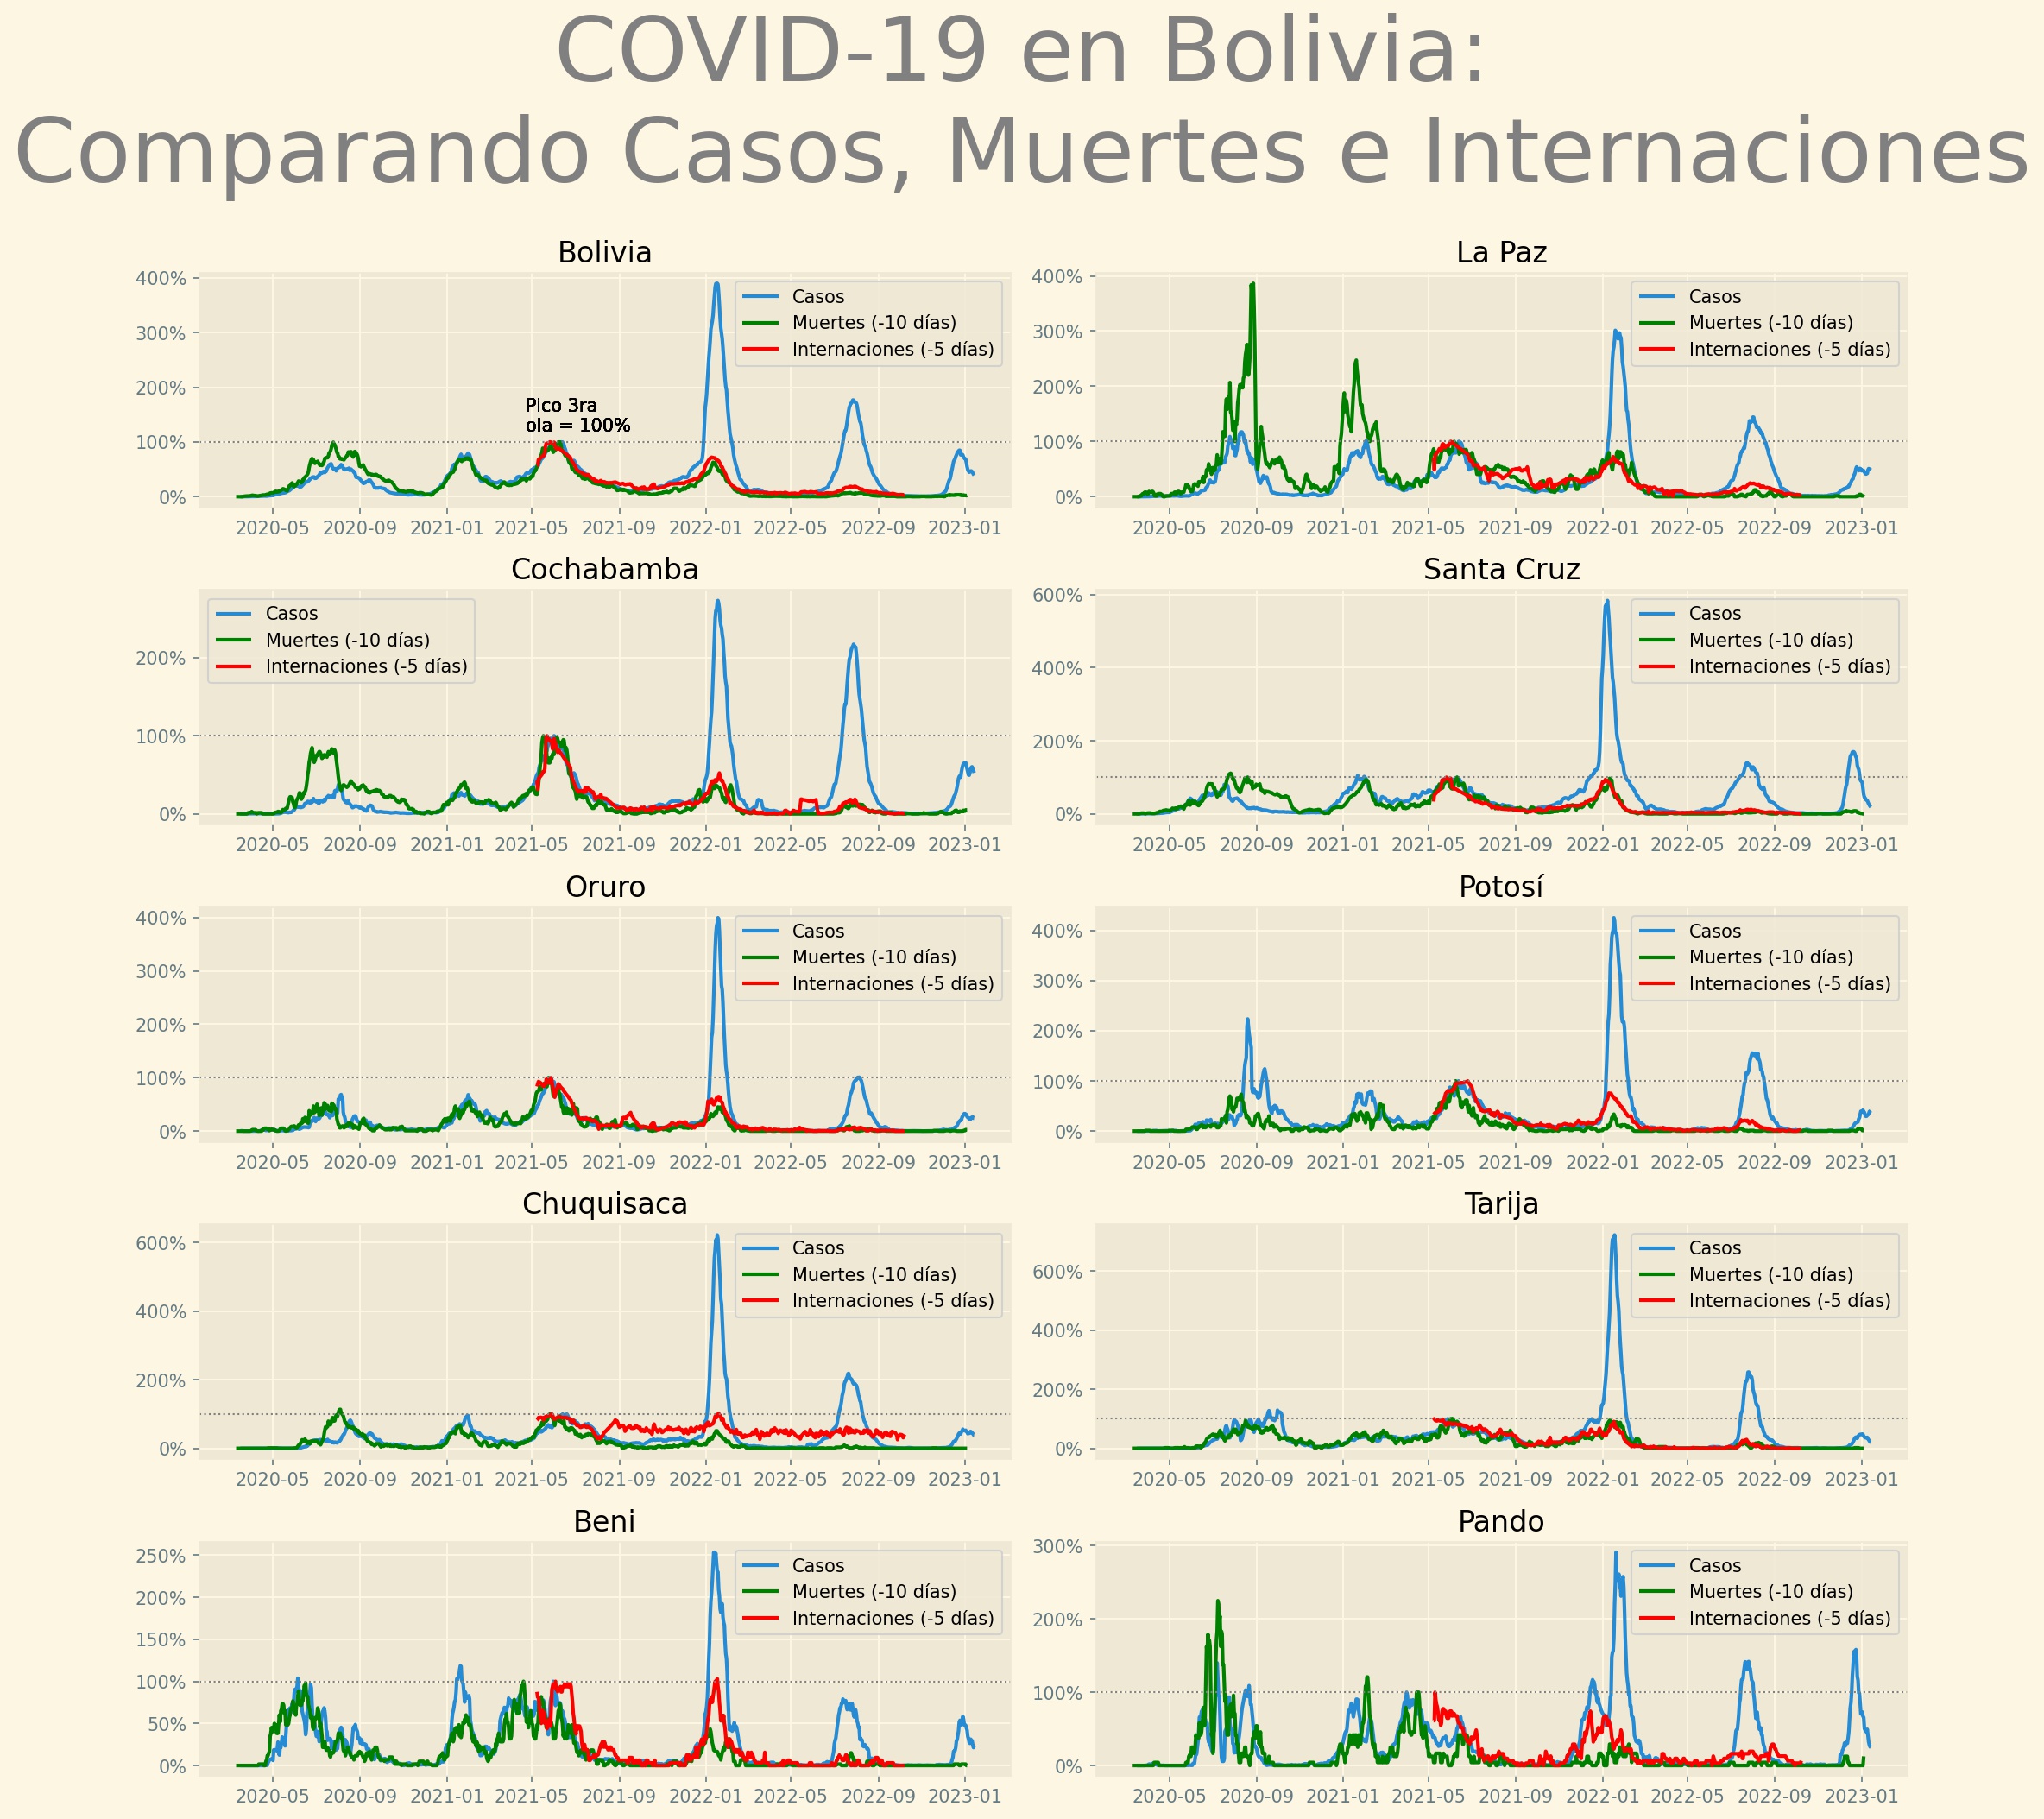 COVID-19 en Bolivia:
Comparando Casos, Muertes e Internaciones
Bolivia
400%
300%
200%
100%
0%
Pico 3ra
ola = 100%
Casos
Muertes (-10 días)
Internaciones (-5 días)
2020-05 2020-09 2021-01 2021-05 2021-09 2022-01 2022-05 2022-09 2023-01
La Paz
400%
300%
200%
100%
0%
Casos
Muertes (-10 días)
Internaciones (-5 días)
2020-05 2020-09 2021-01 2021-05 2021-09 2022-01 2022-05 2022-09 2023-01
Cochabamba
200%
100%
0%
Casos
Muertes (-10 días)
Internaciones (-5 días)
2020-05 2020-09 2021-01 2021-05 2021-09 2022-01 2022-05 2022-09 2023-01
Santa Cruz
600%
400%
200%
0%
Casos
Muertes (-10 días)
Internaciones (-5 días)
2020-05 2020-09 2021-01 2021-05 2021-09 2022-01 2022-05 2022-09 2023-01
Oruro
400%
300%
200%
100%
0%
Casos
Muertes (-10 días)
Internaciones (-5 días)
2020-05 2020-09 2021-01 2021-05 2021-09 2022-01 2022-05 2022-09 2023-01
Potosí
400%
300%
200%
100%
0%
Casos
Muertes (-10 días)
Internaciones (-5 días)
2020-05 2020-09 2021-01 2021-05 2021-09 2022-01 2022-05 2022-09 2023-01
Chuquisaca
600%
400%
200%
0%
Casos
Muertes (-10 días)
Internaciones (-5 días)
2020-05 2020-09 2021-01 2021-05 2021-09 2022-01 2022-05 2022-09 2023-01
Tarija
600%
400%
200%
0%
Casos
Muertes (-10 días)
Internaciones (-5 días)
2020-05 2020-09 2021-01 2021-05 2021-09 2022-01 2022-05 2022-09 2023-01
Beni
250%
200%
150%
100%
50%
0%
Casos
Muertes (-10 días)
Internaciones (-5 días)
2020-05 2020-09 2021-01 2021-05 2021-09 2022-01 2022-05 2022-09 2023-01
Pando
300%
200%
100%
0%
Casos
Muertes (-10 días)
Internaciones (-5 días)
2020-05 2020-09 2021-01 2021-05 2021-09 2022-01 2022-05 2022-09 2023-01